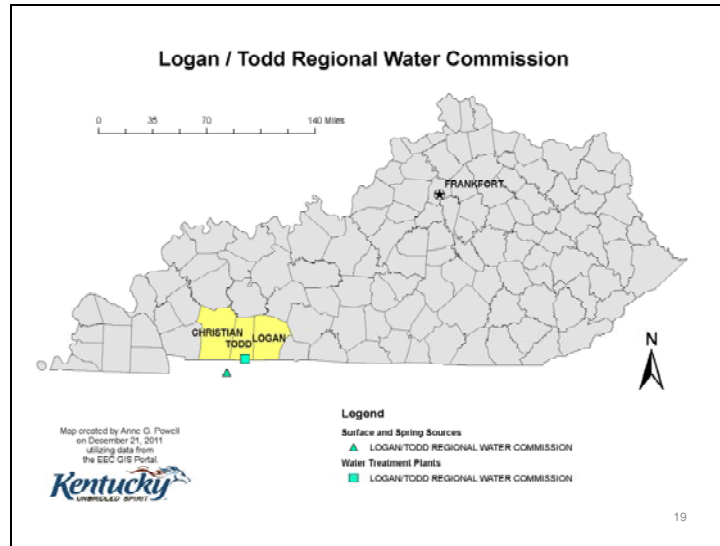 Logan / Todd Regional Water Commission
0 35 70 140 Miles
FRANKFORT
CHRISTIAN
TODD
LOGAN
N
Map created by Anne G. Powell
on December 21, 2011
utilizing data from
the EEC GIS Portal.
Kentucky
UNBRIDLED SPIRIT
Legend
Surface and Spring Sources
LOGAN/TODD REGIONAL WATER COMMISSION
Water Treatment Plants
LOGAN/TODD REGIONAL WATER COMMISSION
19